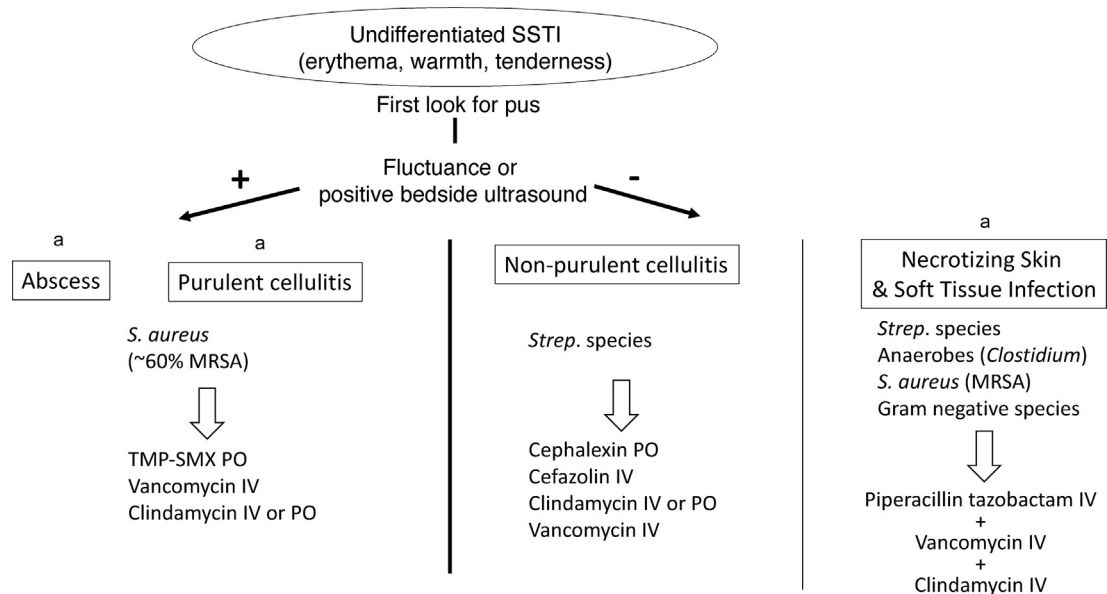 Undifferentiated SSTI
(erythema, warmth, tenderness)
First look for pus
Fluctuance or
positive bedside ultrasound
+
-
a
Abscess
a
Purulent cellulitis
S. aureus
(~60% MRSA)
TMP-SMX PO
Vancomycin IV
Clindamycin IV or PO
Non-purulent cellulitis
Strep. species
Cephalexin PO
Cefazolin IV
Clindamycin IV or PO
Vancomycin IV
a
Necrotizing Skin
& Soft Tissue Infection
Strep. species
Anaerobes (Clostidium)
S. aureus (MRSA)
Gram negative species
Piperacillin tazobactam IV
+
Vancomycin IV
+
Clindamycin IV